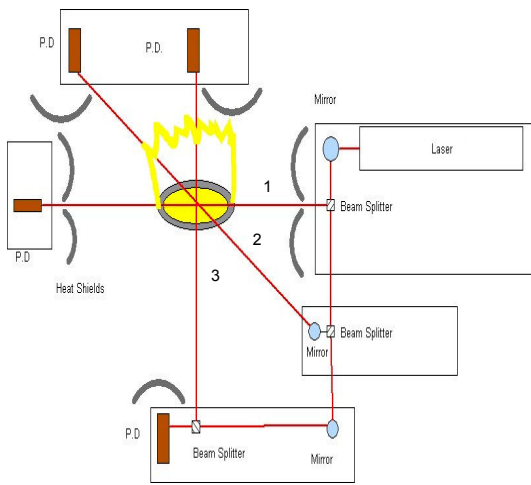 P.D
P.D.
Mirror
Laser
1
Beam Splitter
2
P.D
3
Heat Shields
Beam Splitter
Mirror
P.D
Beam Splitter
Mirror